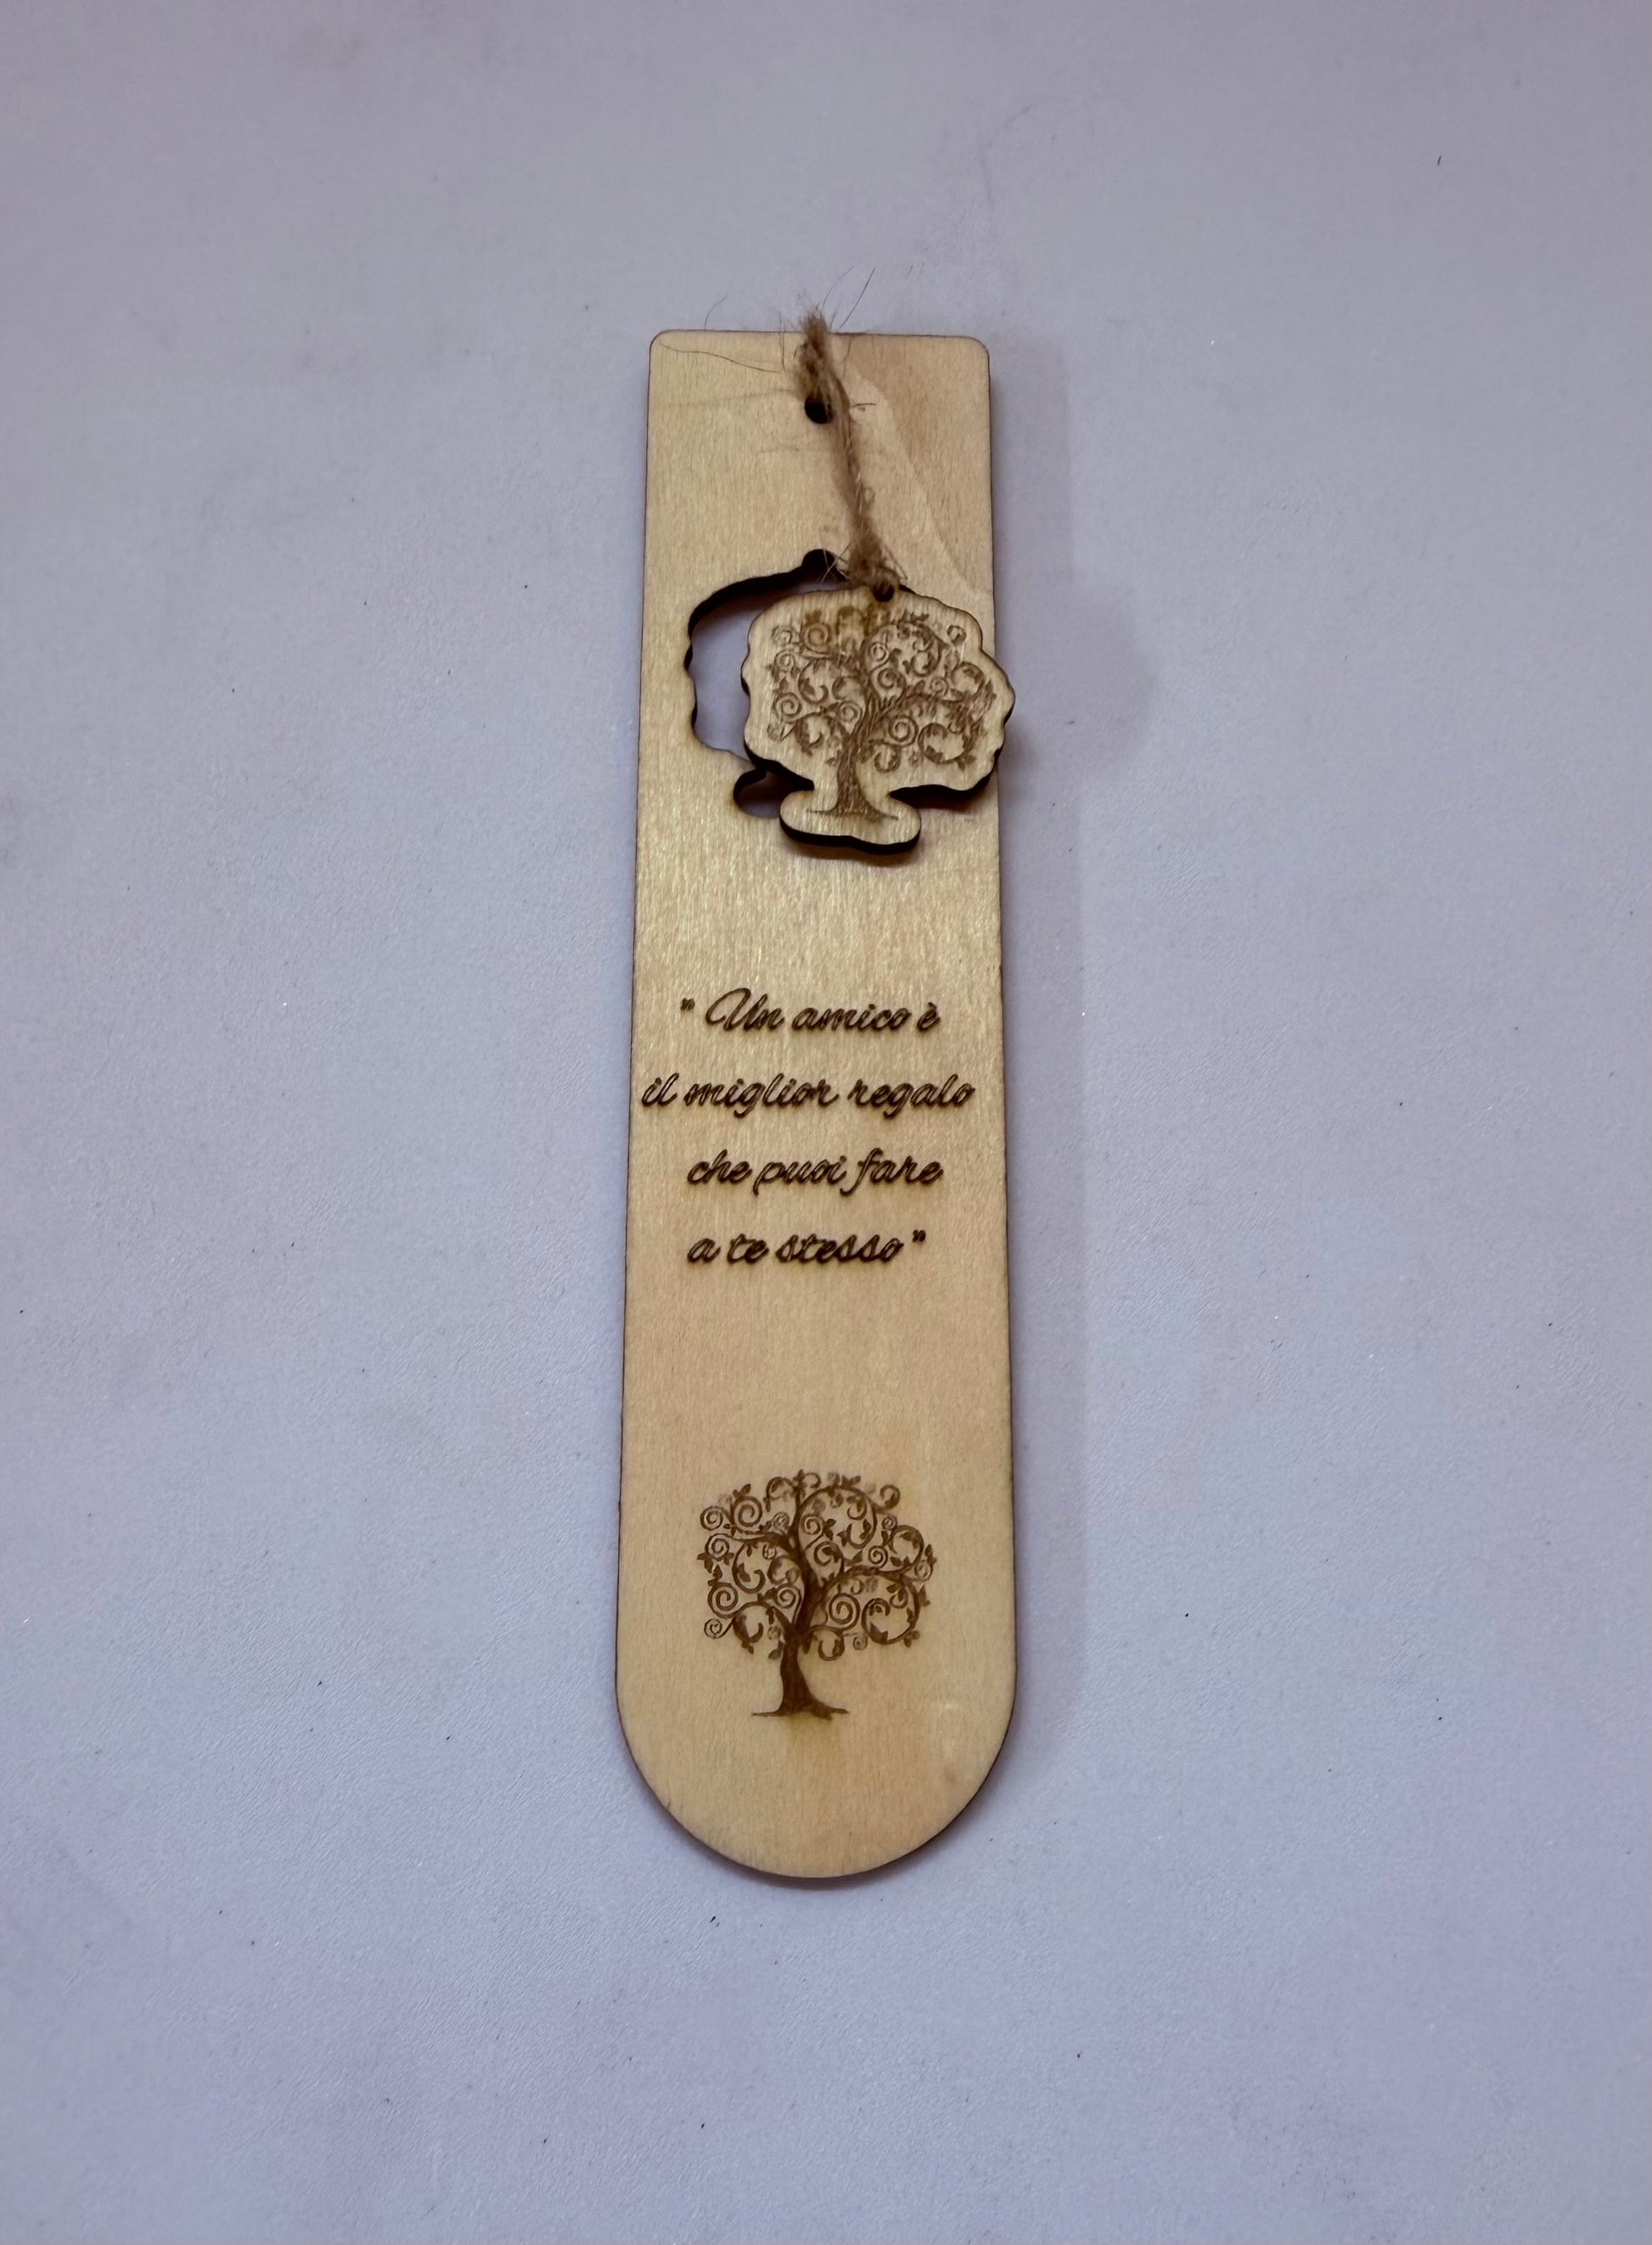 " Un amico è
il miglior regalo
che puoi fare
a te stesso "